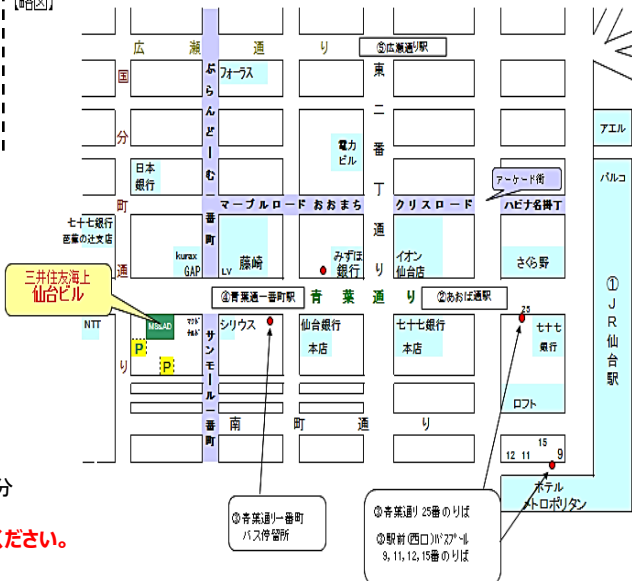 【略図】
広瀬通り
⑤広瀬通り駅
国分町通り
ぶらんどーむ一番町
フォーラス
東二番丁通り
電力
ビル
アエル
パルコ
日本
銀行
アーケード街
マーブルロード おおまち
クリスロード
ハピナ名掛丁
七十七銀行
芭蕉の辻支店
kurax
GAP
LV
藤崎
みずほ
銀行
イオン
仙台店
さくら野
三井住友海上
仙台ビル
④青葉通一番町駅
青葉通り
②あおば通駅
①JR仙台駅
25
NTT
MS&AD
マクド
ナルド
P
P
サンモール一番町
シリウス
仙台銀行
本店
七十七銀行
本店
七十七
銀行
ロフト
南町通り
15
12 11
9
ホテル
メトロポリタン
分
ください。
③青葉通り一番町
バス停留所
③青葉通り 25番のりば
③駅前(西口)バスプール
9,11,12,15番のりば